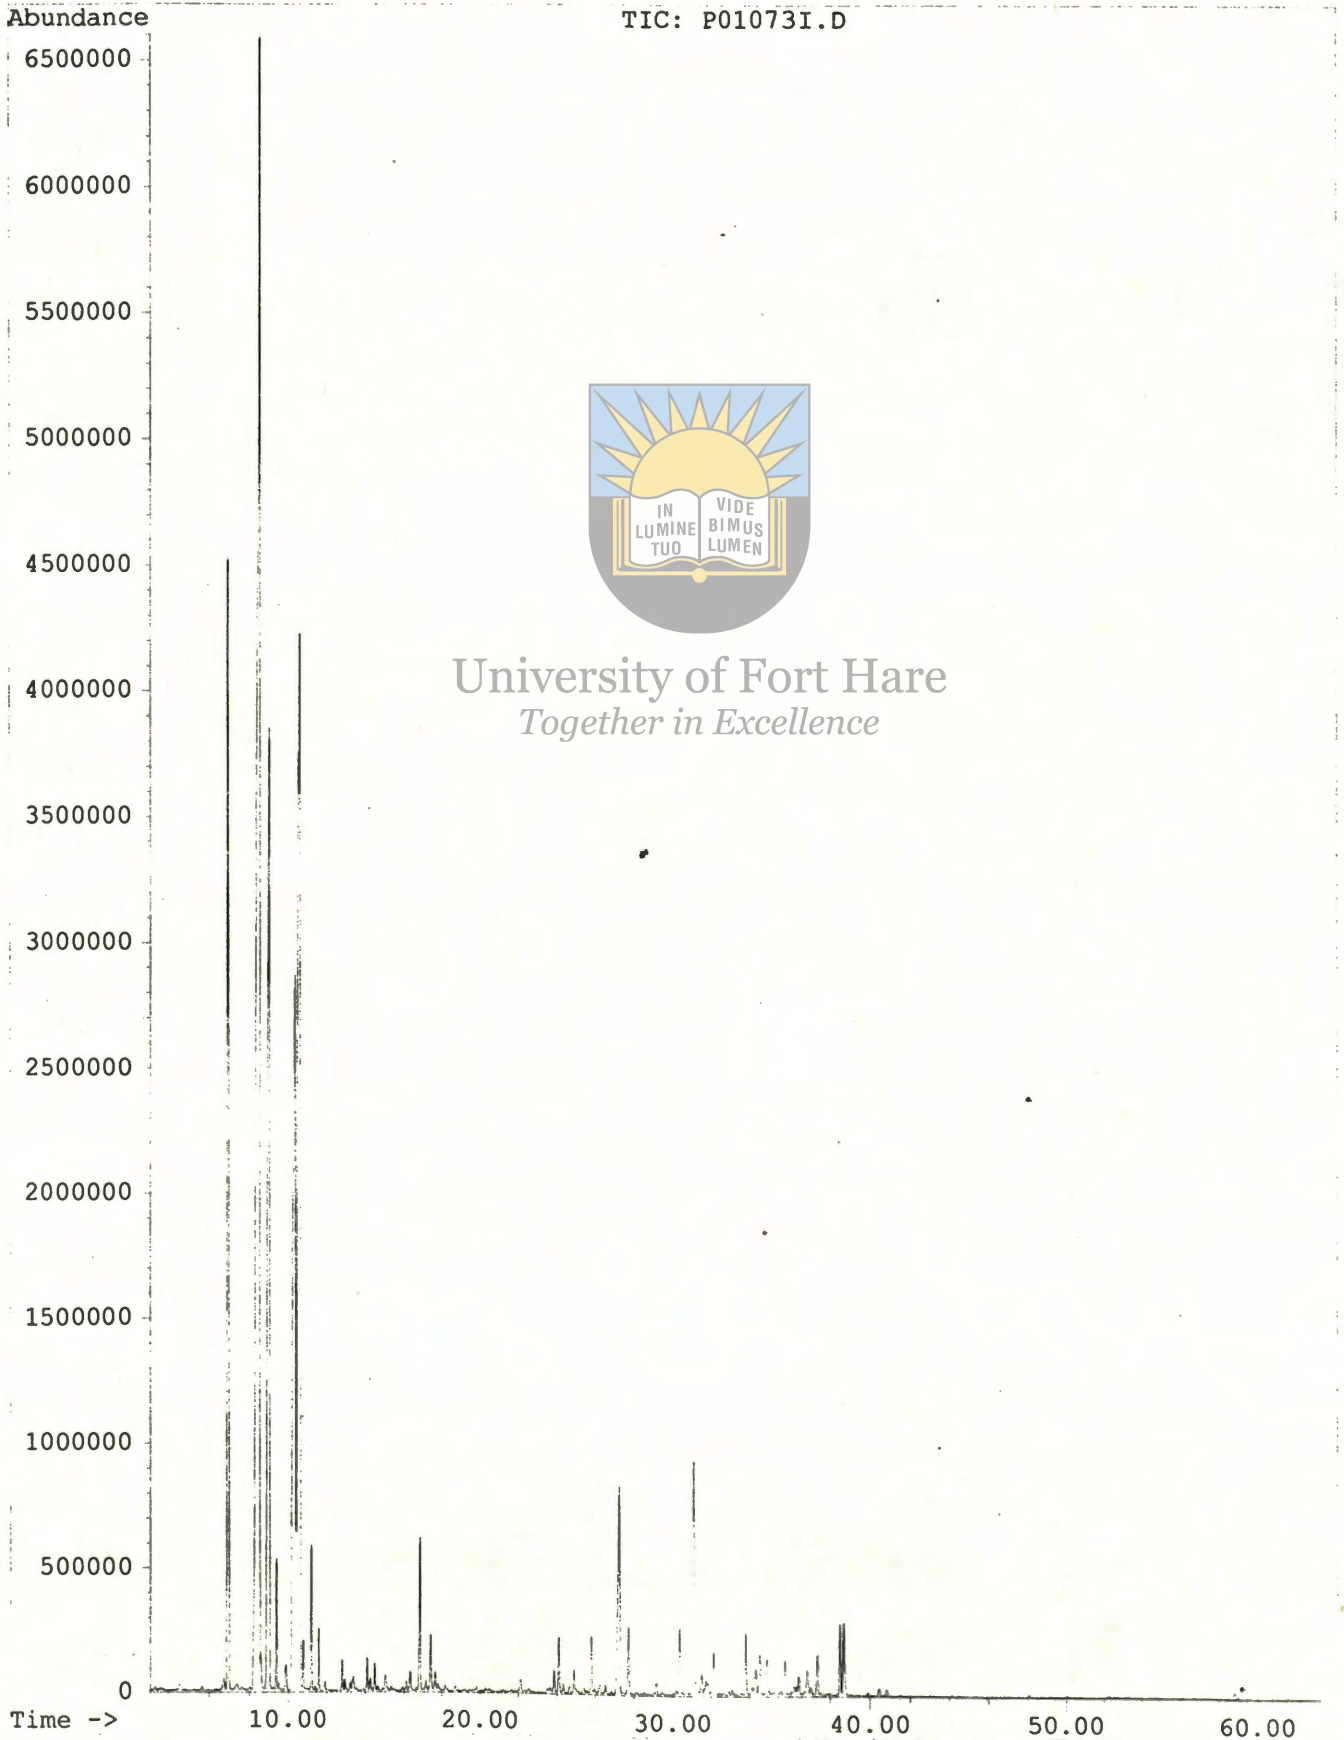 Abundance
TIC: P01073I.D
6500000
6000000
5500000
5000000
4500000
4000000
3500000
3000000
2500000
2000000
1500000
1000000
500000
0
Time -> 10.00 20.00 30.00 40.00 50.00 60.00
IN
LUMINE
TUO
VIDE
BIMUS
LUMEN
University of Fort Hare
Together in Excellence